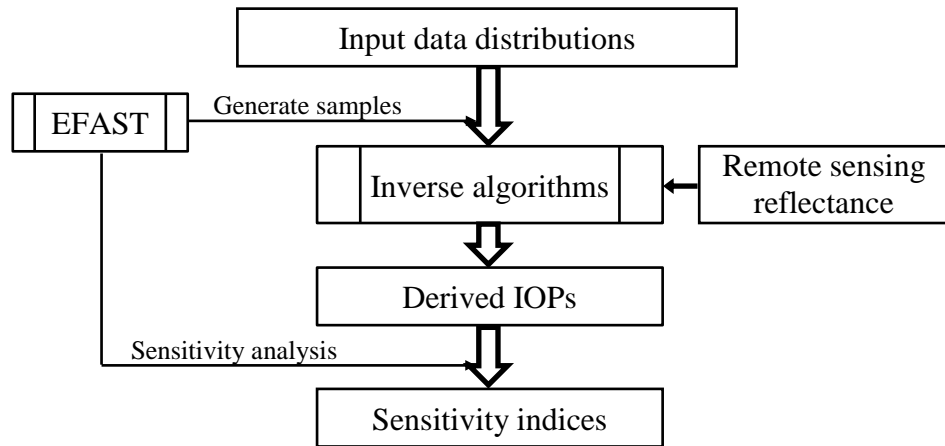 Input data distributions
Generate samples
EFAST
Inverse algorithms
Remote sensing
reflectance
Derived IOPs
Sensitivity analysis
Sensitivity indices